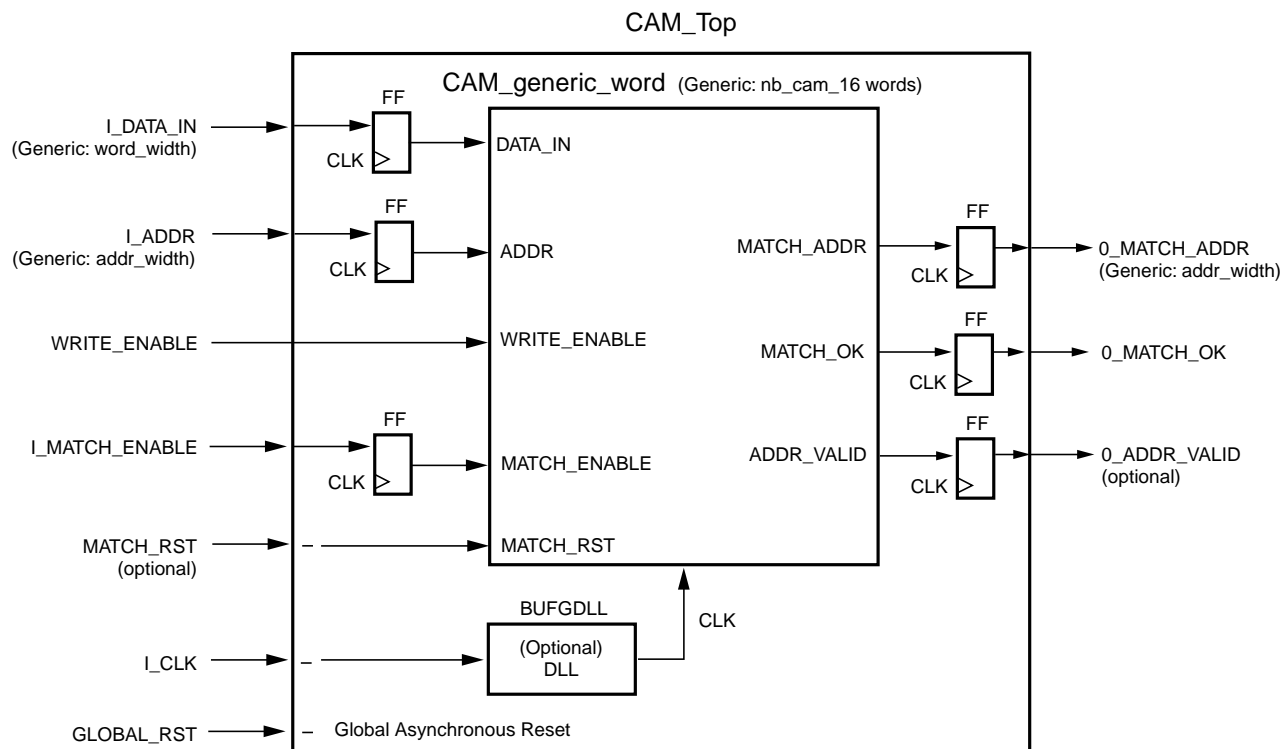 CAM_Top
CAM_generic_word (Generic: nb_cam_16 words)
FF
I_DATA_IN
(Generic: word_width)
CLK
DATA_IN
FF
I_ADDR
(Generic: addr_width)
CLK
ADDR
FF
MATCH_ADDR
CLK
0_MATCH_ADDR
(Generic: addr_width)
WRITE_ENABLE
WRITE_ENABLE
FF
MATCH_OK
CLK
0_MATCH_OK
FF
I_MATCH_ENABLE
CLK
MATCH_ENABLE
FF
ADDR_VALID
CLK
0_ADDR_VALID
(optional)
MATCH_RST
(optional)
–
MATCH_RST
BUFGDLL
CLK
I_CLK
–
(Optional)
DLL
GLOBAL_RST
– Global Asynchronous Reset